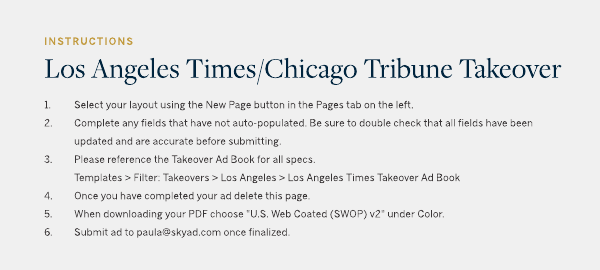 INSTRUCTIONS
Los Angeles Times/Chicago Tribune Takeover
1. Select your layout using the New Page button in the Pages tab on the left.
2. Complete any fields that have not auto-populated. Be sure to double check that all fields have been
updated and are accurate before submitting.
3. Please reference the Takeover Ad Book for all specs.
Templates > Filter: Takeovers > Los Angeles > Los Angeles Times Takeover Ad Book
4. Once you have completed your ad delete this page.
5. When downloading your PDF choose "U.S. Web Coated (SWOP) v2" under Color.
6. Submit ad to paula@skyad.com once finalized.